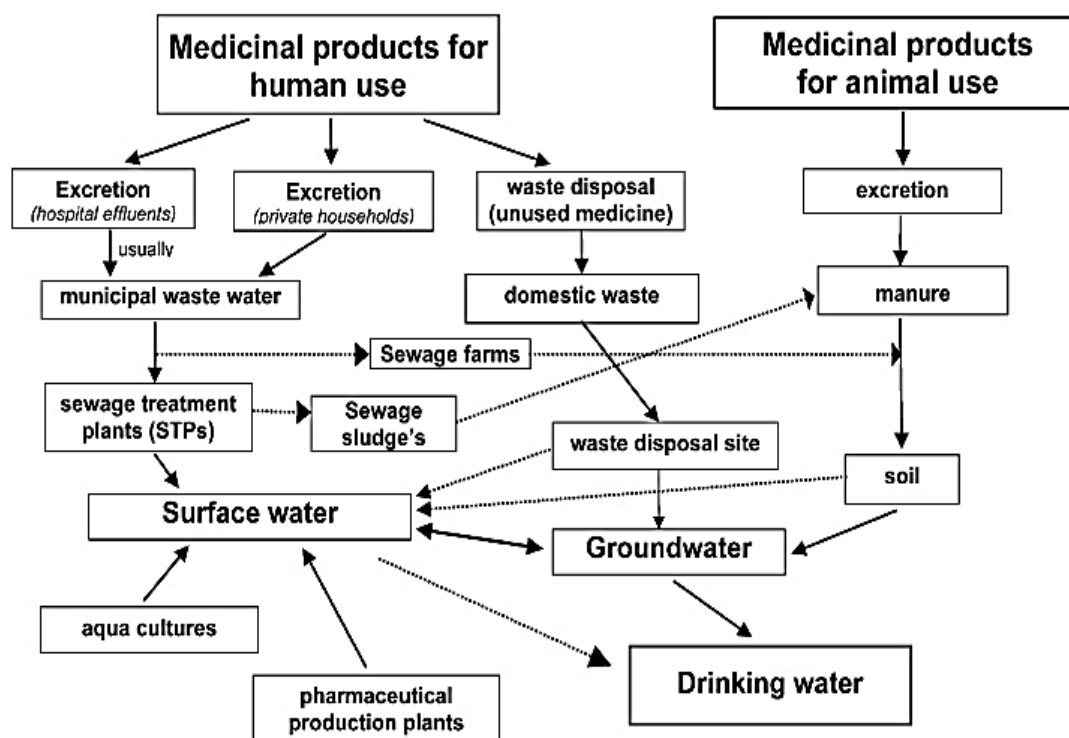 Medicinal products for
human use
Medicinal products
for animal use
Excretion
(hospital effluents)
Excretion
(private households)
waste disposal
(unused medicine)
excretion
usually
municipal waste water
domestic waste
manure
Sewage farms
sewage treatment
plants (STPs)
Sewage
sludge's
waste disposal site
soil
Surface water
Groundwater
aqua cultures
Drinking water
pharmaceutical
production plants